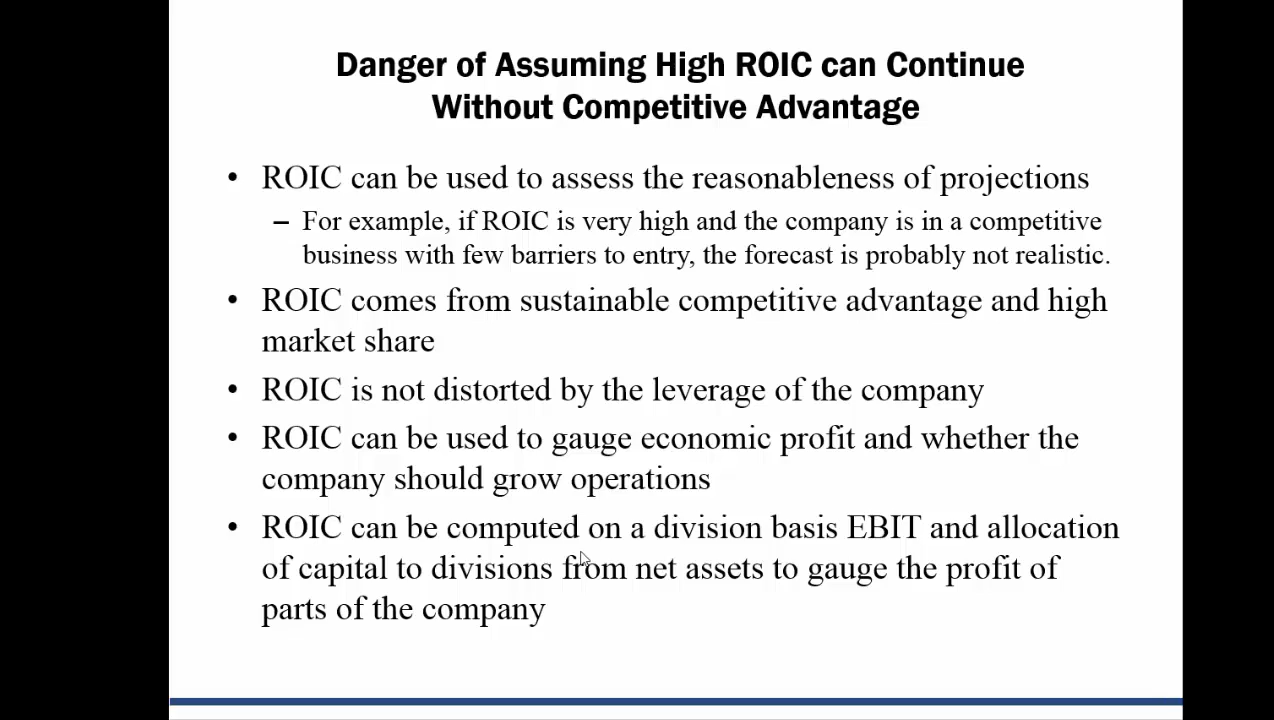 Danger of Assuming High ROIC can Continue
Without Competitive Advantage
• ROIC can be used to assess the reasonableness of projections
– For example, if ROIC is very high and the company is in a competitive
business with few barriers to entry, the forecast is probably not realistic.
• ROIC comes from sustainable competitive advantage and high
market share
• ROIC is not distorted by the leverage of the company
• ROIC can be used to gauge economic profit and whether the
company should grow operations
• ROIC can be computed on a division basis EBIT and allocation
of capital to divisions from net assets to gauge the profit of
parts of the company